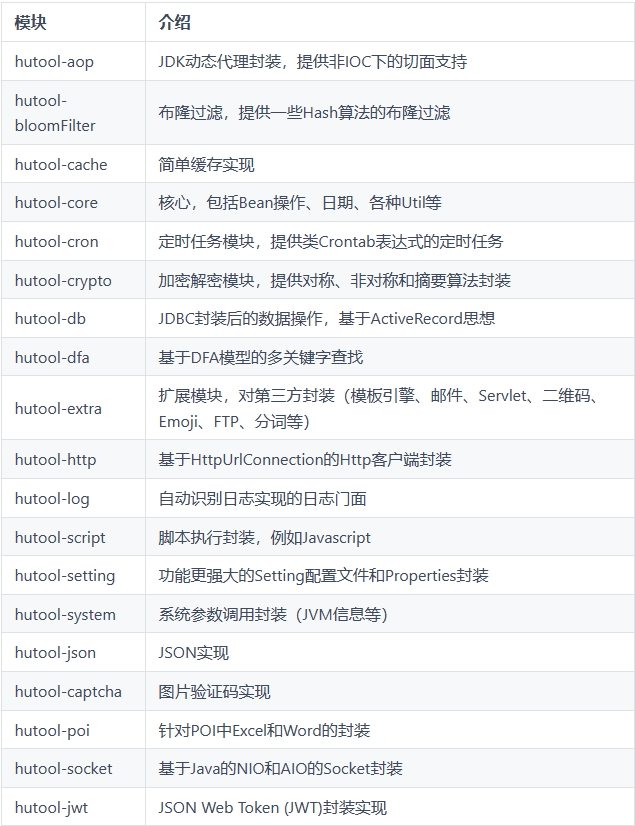 模块 介绍
hutool-aop JDK动态代理封装，提供非IOC下的切面支持
hutool-
bloomFilter 布隆过滤，提供一些Hash算法的布隆过滤
hutool-cache 简单缓存实现
hutool-core 核心，包括Bean操作、日期、各种Util等
hutool-cron 定时任务模块，提供类Crontab表达式的定时任务
hutool-crypto 加密解密模块，提供对称、非对称和摘要算法封装
hutool-db JDBC封装后的数据操作，基于ActiveRecord思想
hutool-dfa 基于DFA模型的多关键字查找
hutool-extra 扩展模块，对第三方封装（模板引擎、邮件、Servlet、二维码、
Emoji、FTP、分词等）
hutool-http 基于HttpUrlConnection的Http客户端封装
hutool-log 自动识别日志实现的日志门面
hutool-script 脚本执行封装，例如Javascript
hutool-setting 功能更强大的Setting配置文件和Properties封装
hutool-system 系统参数调用封装（JVM信息等）
hutool-json JSON实现
hutool-captcha 图片验证码实现
hutool-poi 针对POI中Excel和Word的封装
hutool-socket 基于Java的NIO和AIO的Socket封装
hutool-jwt JSON Web Token (JWT)封装实现